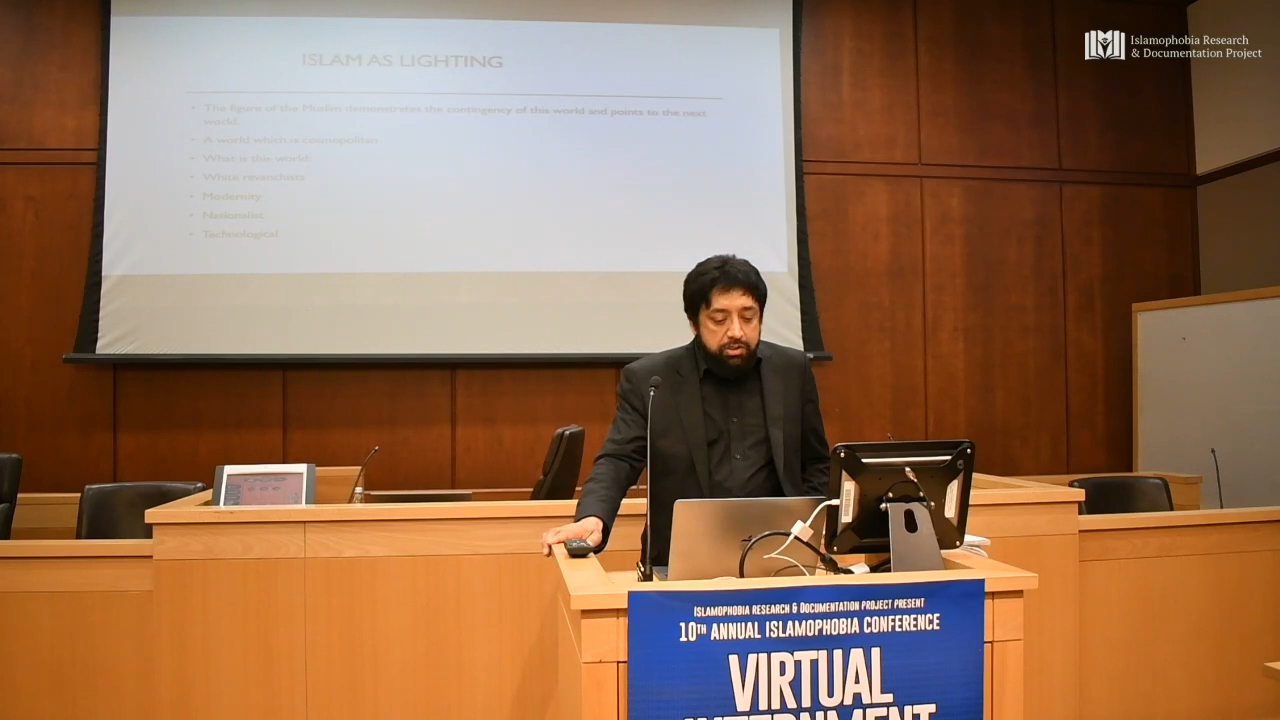 Islamophobia Research
& Documentation Project
ISLAM AS LIGHTING
• The figure of the Muslim demonstrates the contingency of this world and points to the next
world.
• A world which is cosmopolitan
• What is this world:
• White revanchists
• Modernity
• Nationalist
• Technological
ISLAMOPHOBIA RESEARCH & DOCUMENTATION PROJECT PRESENT
10TH ANNUAL ISLAMOPHOBIA CONFERENCE
VIRTUAL
INTERNMENT